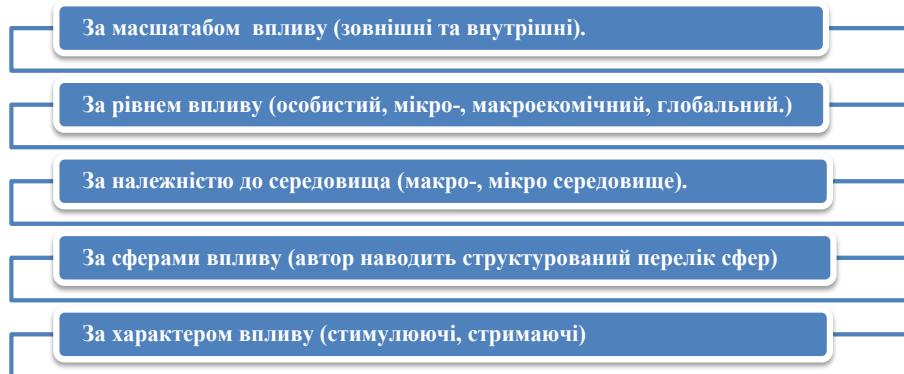 За масштабом впливу (зовнішні та внутрішні).
За рівнем впливу (особистий, мікро-, макроекомічний, глобальний.)
За належністю до середовища (макро-, мікро середовище).
За сферами впливу (автор наводить структурований перелік сфер)
За характером впливу (стимулюючі, стримаючі)